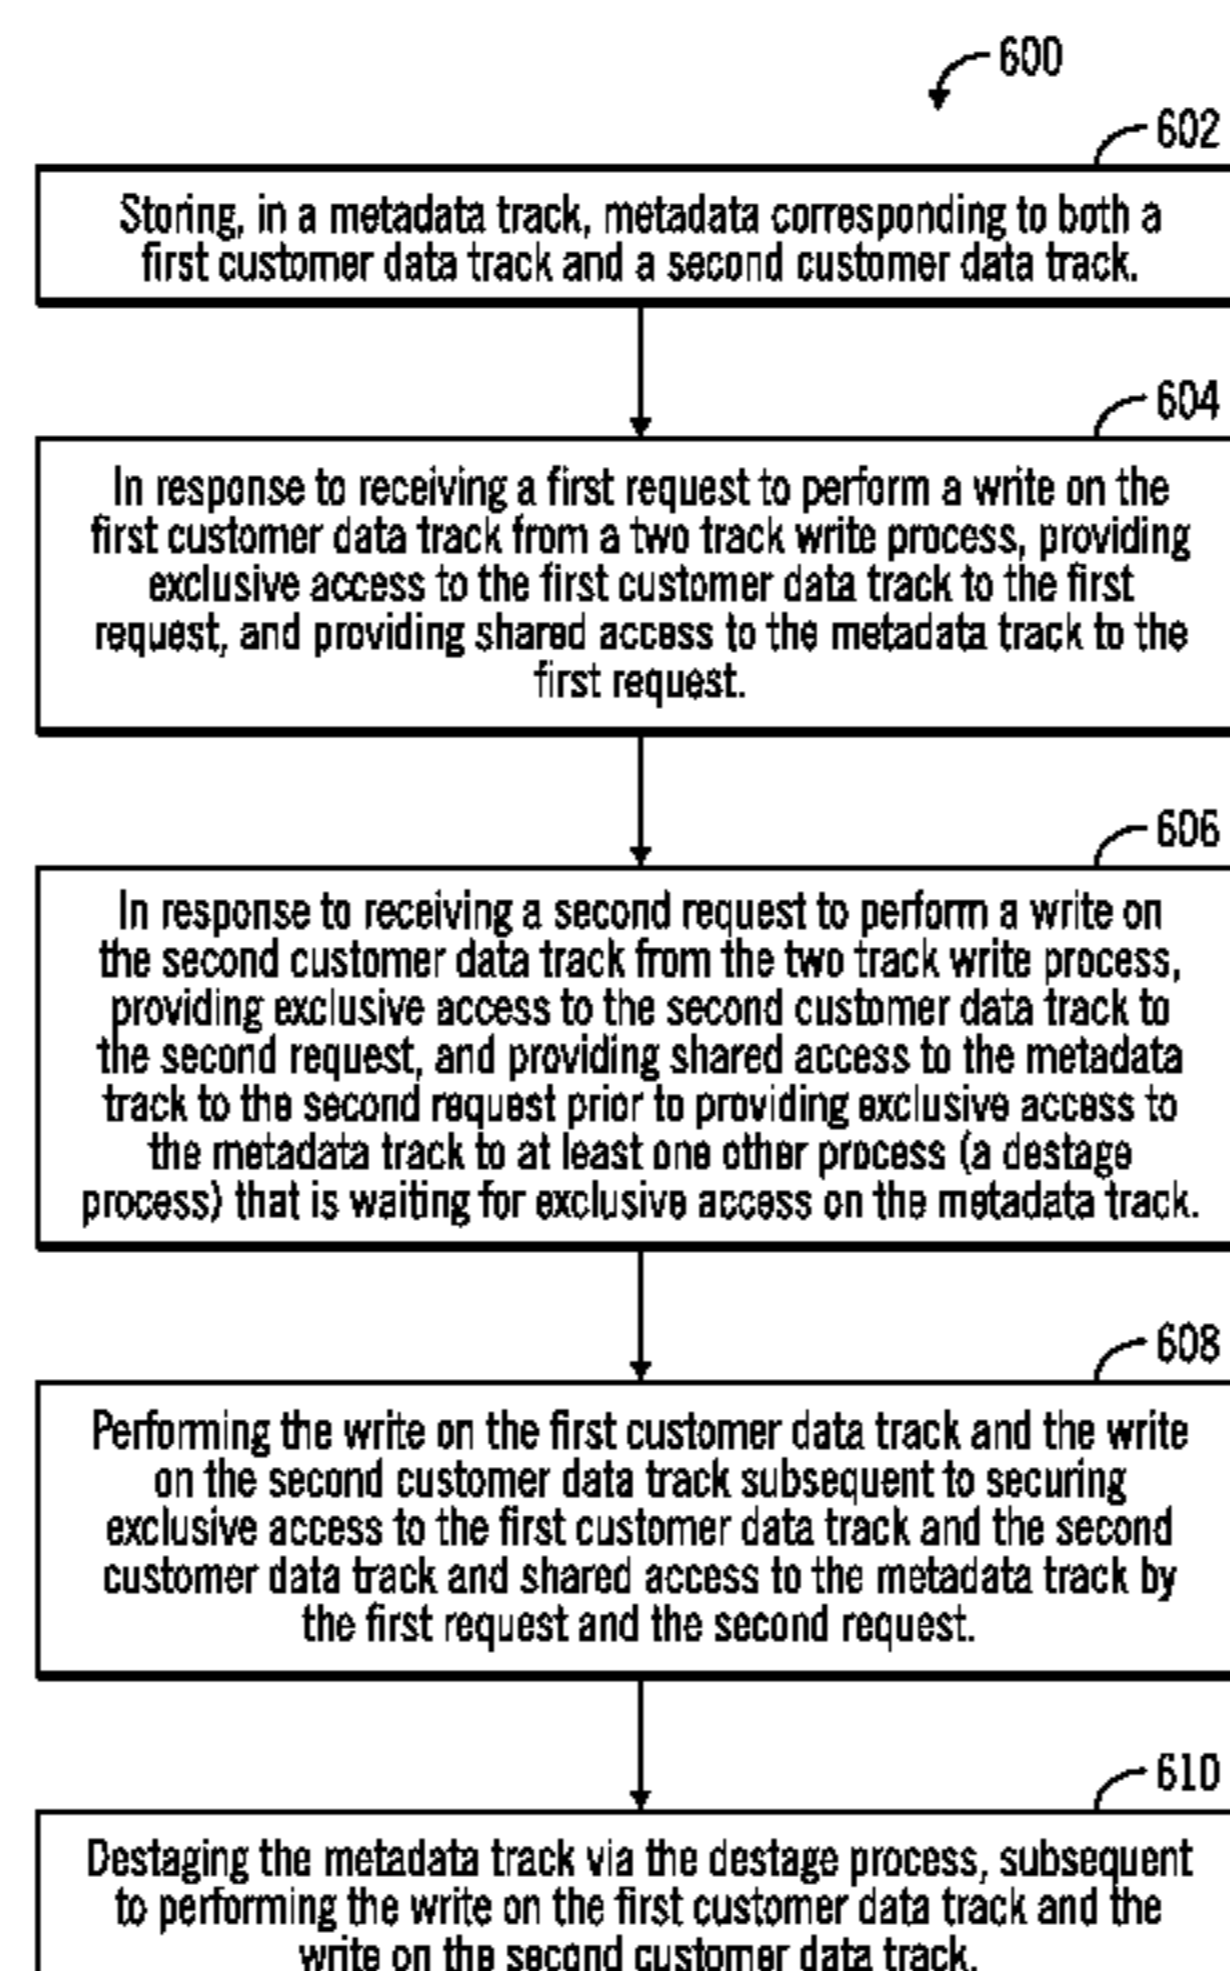 600
602
Storing, in a metadata track, metadata corresponding to both a
first customer data track and a second customer data track.
604
In response to receiving a first request to perform a write on the
first customer data track from a two track write process, providing
exclusive access to the first customer data track to the first
request, and providing shared access to the metadata track to the
first request.
606
In response to receiving a second request to perform a write on
the second customer data track from the two track write process,
providing exclusive access to the second customer data track to
the second request, and providing shared access to the metadata
track to the second request prior to providing exclusive access to
the metadata track to at least one other process (a destage
process) that is waiting for exclusive access on the metadata track.
608
Performing the write on the first customer data track and the write
on the second customer data track subsequent to securing
exclusive access to the first customer data track and the second
customer data track and shared access to the metadata track by
the first request and the second request.
610
Destaging the metadata track via the destage process, subsequent
to performing the write on the first customer data track and the
write on the second customer data track.